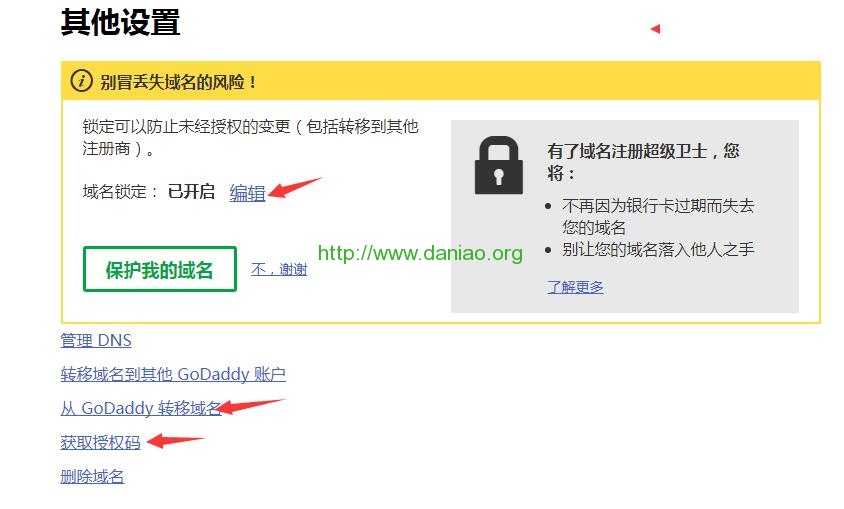 其他设置
别冒丢失域名的风险！
锁定可以防止未经授权的变更（包括转移到其他
注册商）。
域名锁定： 已开启 编辑
保护我的域名 不，谢谢
有了域名注册超级卫士，您
将：
不再因为银行卡过期而失去
您的域名
别让您的域名落入他人之手
了解更多
http://www.daniao.org
管理 DNS
转移域名到其他 GoDaddy 账户
从 GoDaddy 转移域名
获取授权码
删除域名